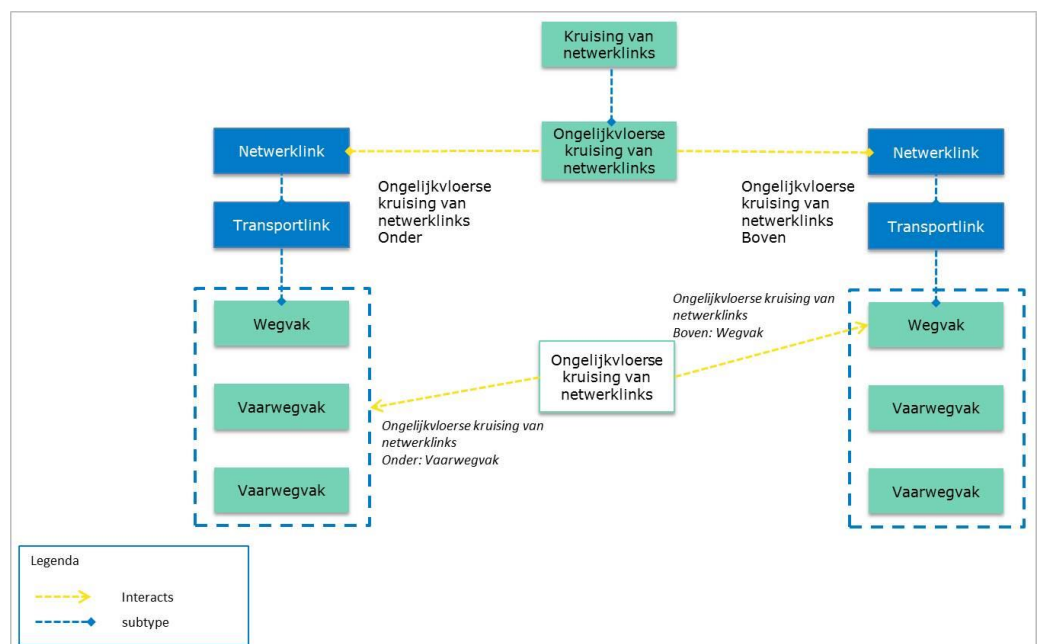 Kruising van
netwerklinks
Netwerklink
Ongelijkvloerse
kruising van
netwerklinks
Netwerklink
Ongelijkvloerse
kruising van
netwerklinks
Onder
Ongelijkvloerse
kruising van
netwerklinks
Boven
Transportlink
Transportlink
Wegvak
Ongelijkvloerse kruising van
netwerklinks
Boven: Wegvak
Wegvak
Ongelijkvloerse
kruising van
netwerklinks
Vaarwegvak
Vaarwegvak
Ongelijkvloerse kruising van
netwerklinks
Onder: Vaarwegvak
Vaarwegvak
Vaarwegvak
Legenda
Interacts
subtype